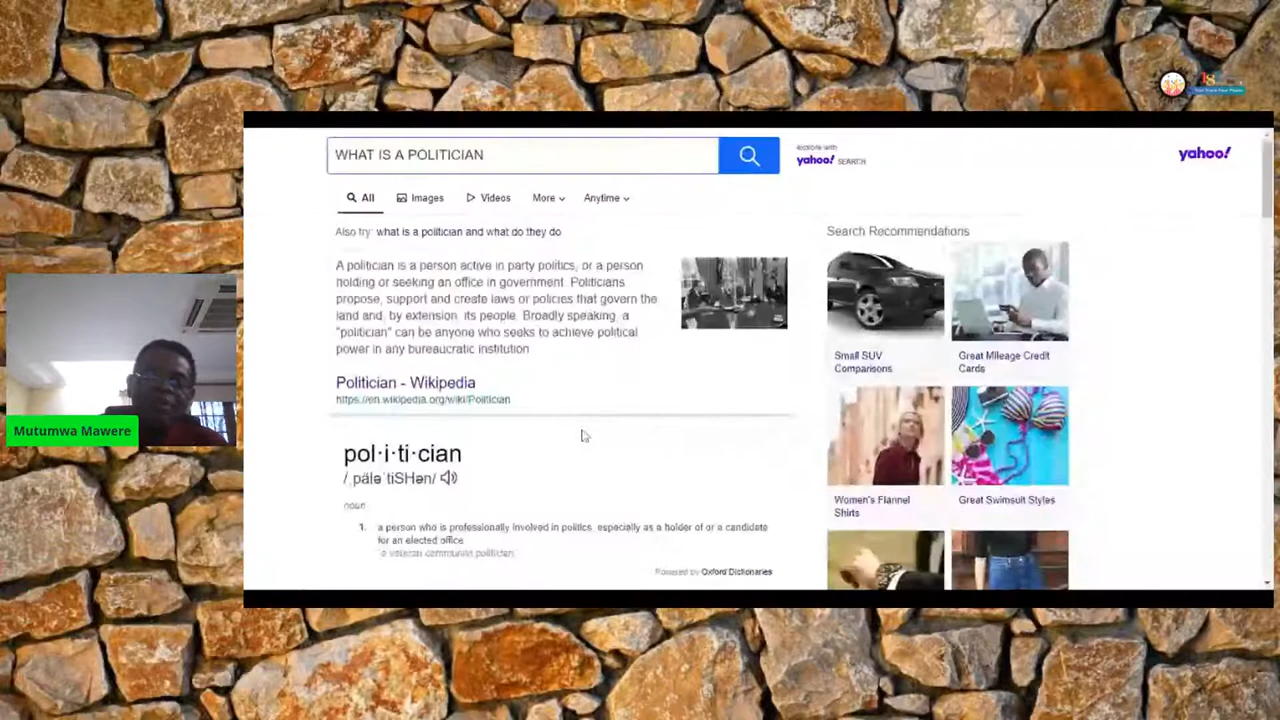 18
WHAT IS A POLITICIAN
explore with
yahoo! SEARCH
yahoo!
All
Images
Videos
More
Anytime
Also try: what is a politician and what do they do
A politician is a person active in party politics, or a person
holding or seeking an office in government. Politicians
propose, support and create laws or policies that govern the
land and, by extension, its people. Broadly speaking, a
"politician" can be anyone who seeks to achieve political
power in any bureaucratic institution
Politician - Wikipedia
https://en.wikipedia.org/wiki/Politician
pol·i·ti·cian
/ˌpäləˈtiSHən/
noun
1. a person who is professionally involved in politics, especially as a holder of or a candidate
for an elected office.
"a veteran communist politician"
Powered by Oxford Dictionaries
Search Recommendations
Small SUV
Comparisons
Great Mileage Credit
Cards
Women's Flannel
Shirts
Great Swimsuit Styles
Mutumwa Mawere